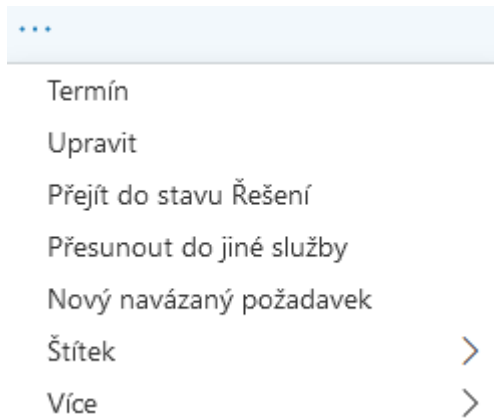 ...
Termín
Upravit
Přejít do stavu Řešení
Přesunout do jiné služby
Nový navázaný požadavek
Štítek
Více